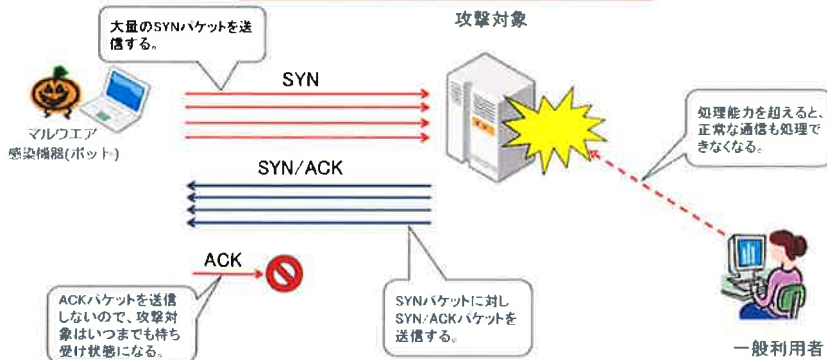 攻撃対象
大量のSYNパケットを送
信する。
SYN
マルウエア
感染機器(ボット)
処理能力を超えると、
正常な通信も処理で
きなくなる。
SYN/ACK
ACK
ACKパケットを送信
しないので、攻撃対
象はいつまでも待ち
受け状態になる。
SYNパケットに対し
SYN/ACKパケットを
送信する。
一般利用者